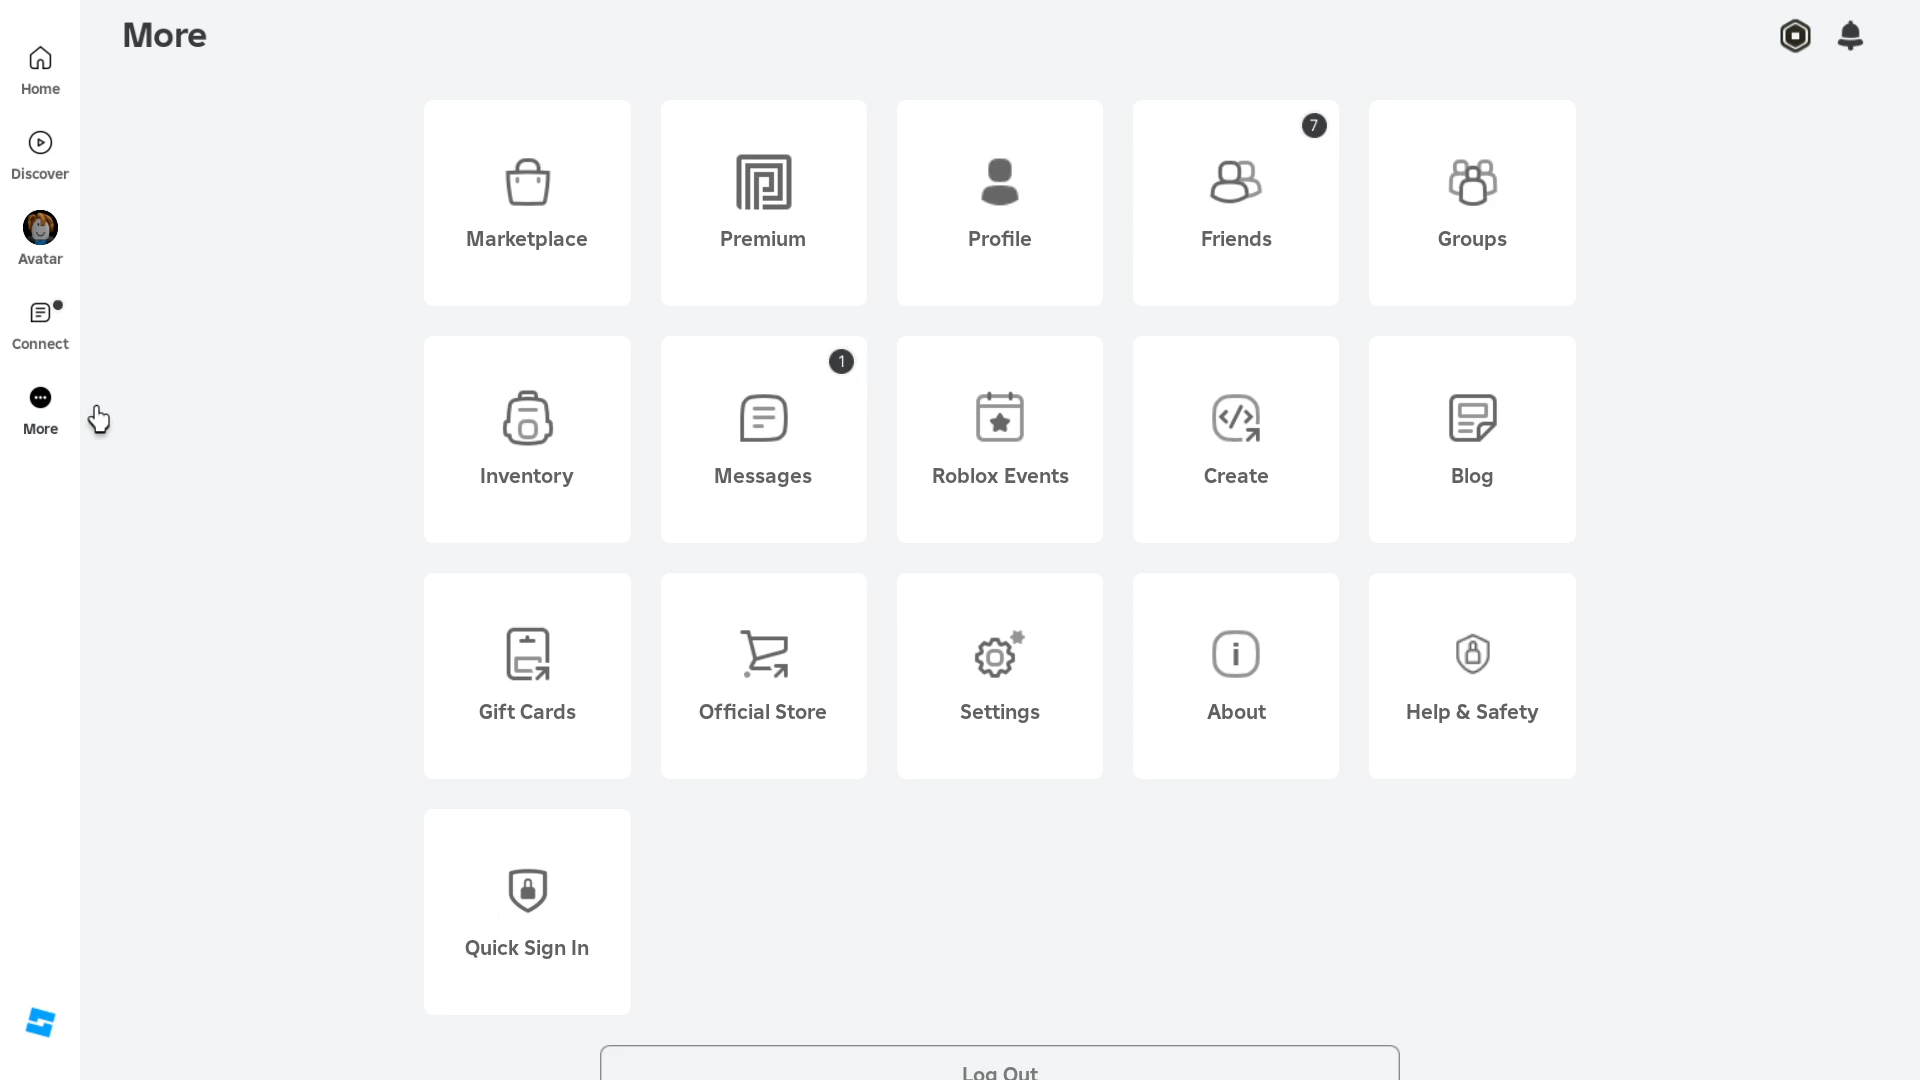 More
Home
Discover
Avatar
Connect
More
Marketplace
Premium
Profile
7
Friends
Groups
Inventory
1
Messages
Roblox Events
Create
Blog
Gift Cards
Official Store
Settings
About
Help & Safety
Quick Sign In
Log Out